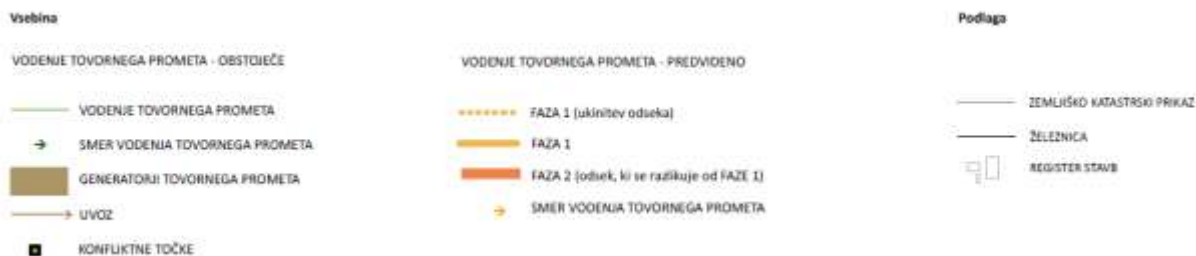 Vsebina
VODENJE TOVORNEGA PROMETA - OBSTOJEČE
VODENJE TOVORNEGA PROMETA
SMER VODENJA TOVORNEGA PROMETA
GENERATORJI TOVORNEGA PROMETA
UVOZ
KONFLIKTNE TOČKE
VODENJE TOVORNEGA PROMETA - PREDVIDENO
FAZA 1 (ukinitev odseka)
FAZA 1
FAZA 2 (odsek, ki se razlikuje od FAZE 1)
SMER VODENJA TOVORNEGA PROMETA
Podlaga
ZEMLJIŠKO KATASTRSKI PRIKAZ
ŽELEZNICA
REGISTER STAVB